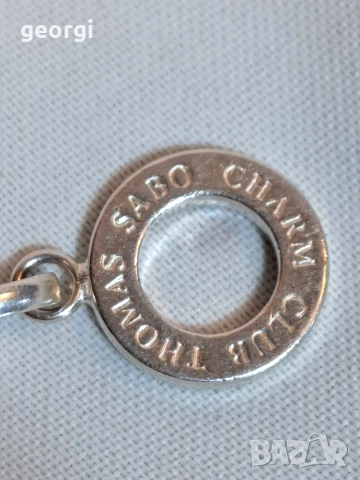 georgi
THOMAS SABO CHARM CLUB
BAZAR